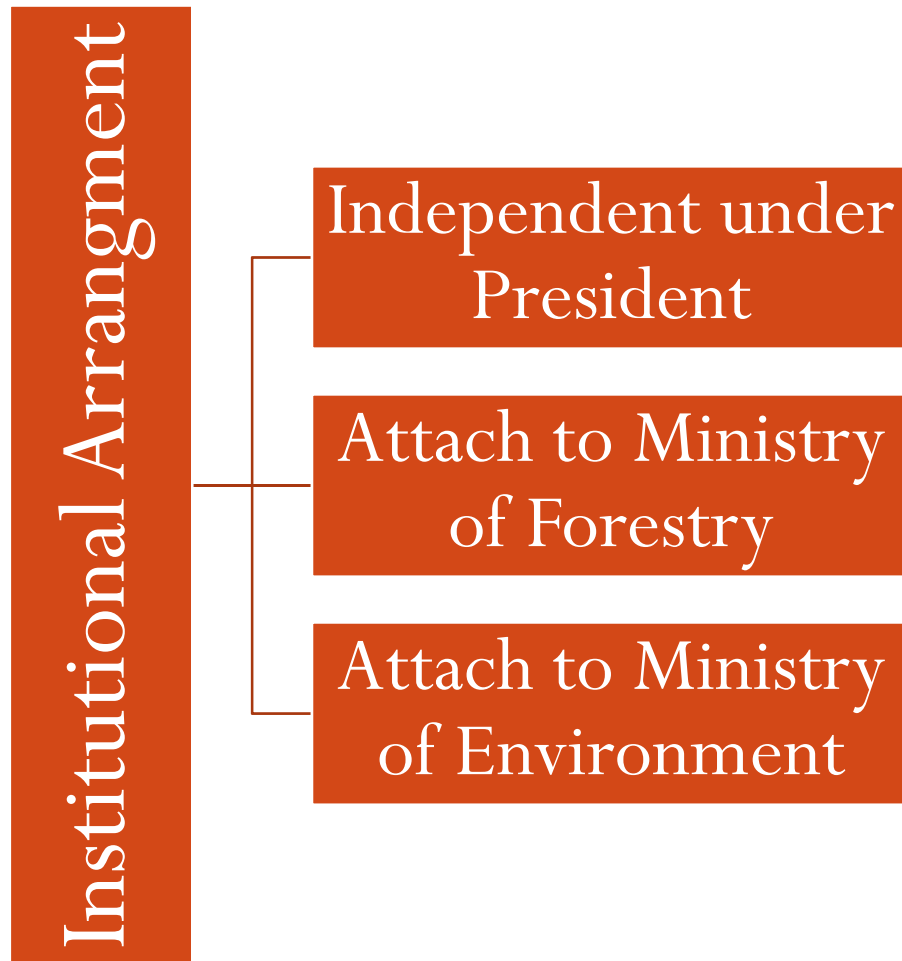 Institutional Arrangment
Independent under
President
Attach to Ministry
of Forestry
Attach to Ministry
of Environment